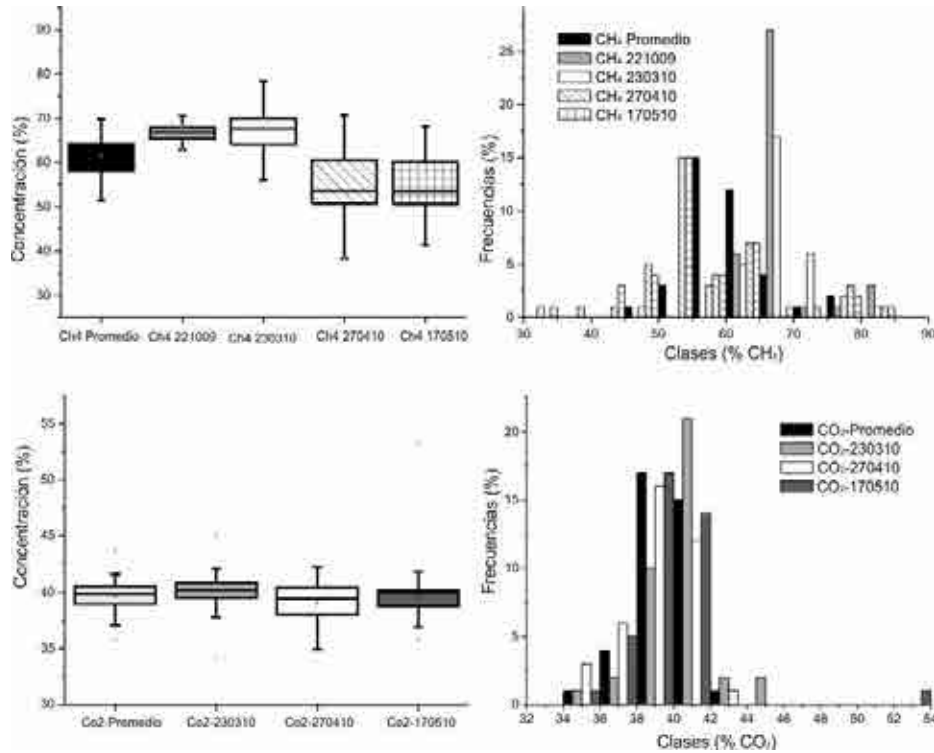 Concentración (%)
90
80
70
60
50
40
30
Ch4 Promedio
Ch4 221009
Ch4 230310
Ch4 270410
Ch4 170510
Frecuencias (%)
25
20
15
10
5
0
CH₄ Promedio
CH₄ 221009
CH₄ 230310
CH₄ 270410
CH₄ 170510
30 40 50 60 70 80 90
Clases (% CH₄)
Concentración (%)
55
50
45
40
35
30
Co2-Promedio
Co2-230310
Co2-270410
Co2-170510
Frecuencias (%)
20
15
10
5
0
CO₂-Promedio
CO₂-230310
CO₂-270410
CO₂-170510
32 34 36 38 40 42 44 46 48 50 52 54
Clases (% CO₂)